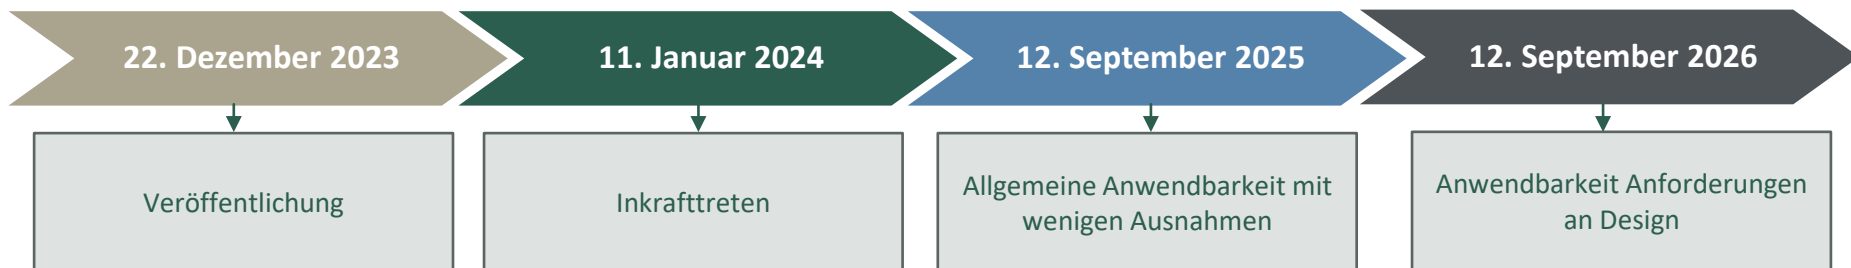 22. Dezember 2023
11. Januar 2024
12. September 2025
12. September 2026
Veröffentlichung
Inkrafttreten
Allgemeine Anwendbarkeit mit
wenigen Ausnahmen
Anwendbarkeit Anforderungen
an Design